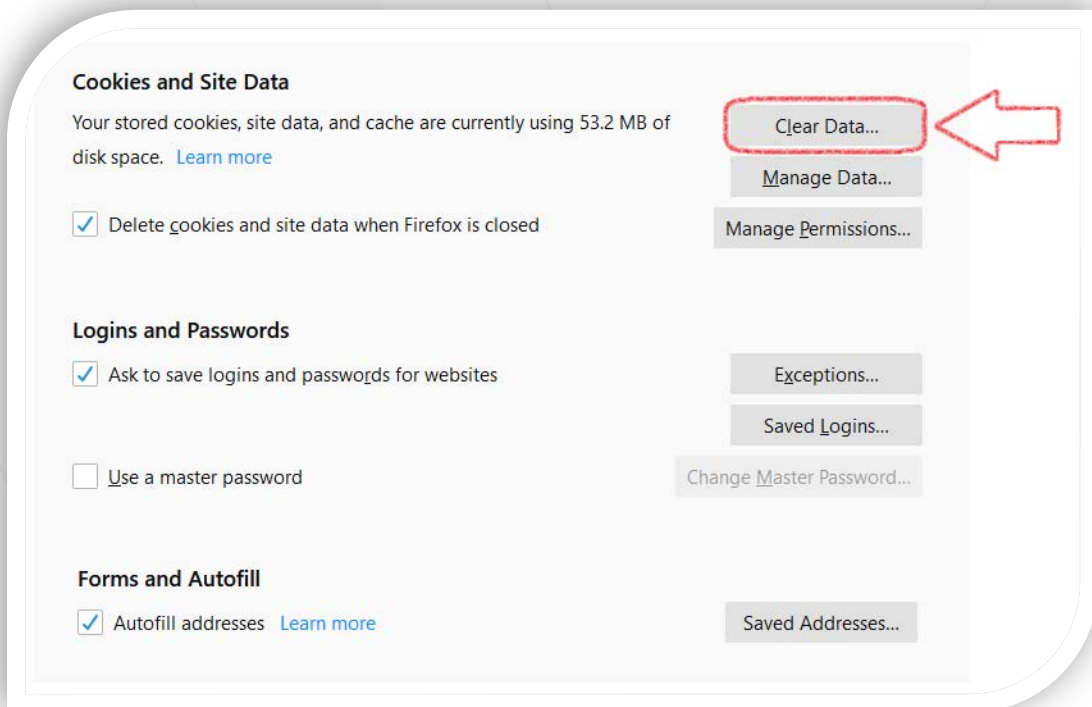 Cookies and Site Data
Your stored cookies, site data, and cache are currently using 53.2 MB of
disk space. Learn more
Clear Data...
Manage Data...
Delete cookies and site data when Firefox is closed
Manage Permissions...
Logins and Passwords
Ask to save logins and passwords for websites
Exceptions...
Saved Logins...
Use a master password
Change Master Password...
Forms and Autofill
Autofill addresses Learn more
Saved Addresses...